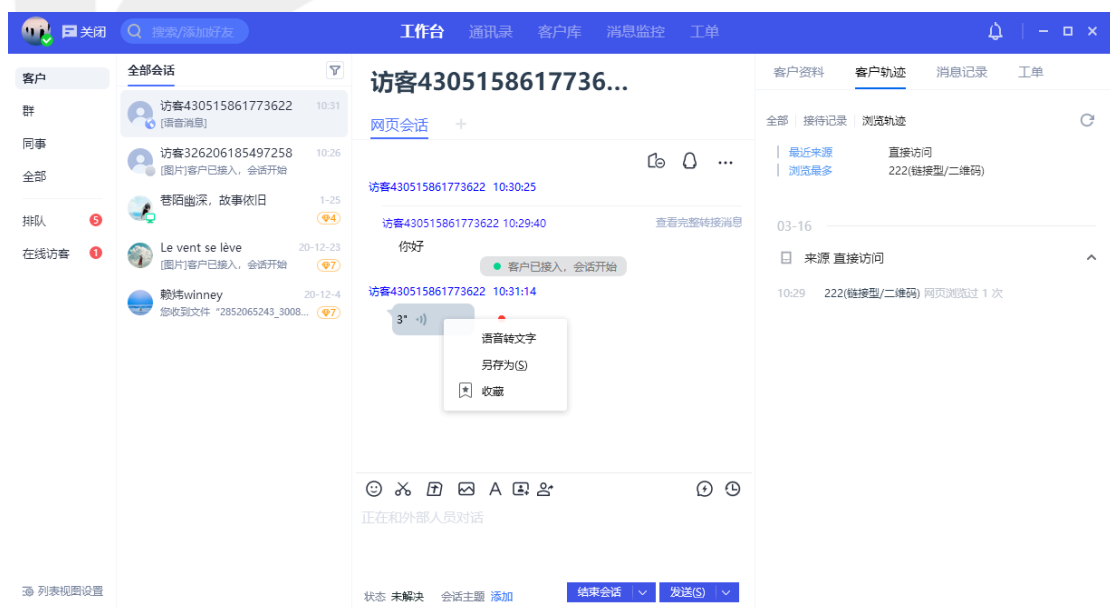 关闭
搜索/添加好友
工作台 通讯录 客户库 消息监控 工单
客户
群
同事
全部
排队 5
在线访客 1
列表视图设置
全部会话
访客430515861773622 10:31
[语音消息]
访客326206185497258 10:26
[图片]客户已接入，会话开始
巷陌幽深，故事依旧 1-25
4
Le vent se lève 20-12-23
[图片]客户已接入，会话开始 7
赖炜winney 20-12-4
您收到文件 “2852065243_3008... 7
访客4305158617736...
网页会话 +
访客430515861773622 10:30:25
访客430515861773622 10:29:40 查看完整转接消息
你好
客户已接入，会话开始
访客430515861773622 10:31:14
3"
语音转文字
另存为(S)
收藏
正在和外部人员对话
状态 未解决 会话主题 添加 结束会话 发送(S)
客户资料 客户轨迹 消息记录 工单
全部 接待记录 浏览轨迹
最近来源 直接访问
浏览最多 222(链接型/二维码)
03-16
来源 直接访问
10:29 222(链接型/二维码) 网页浏览过 1 次